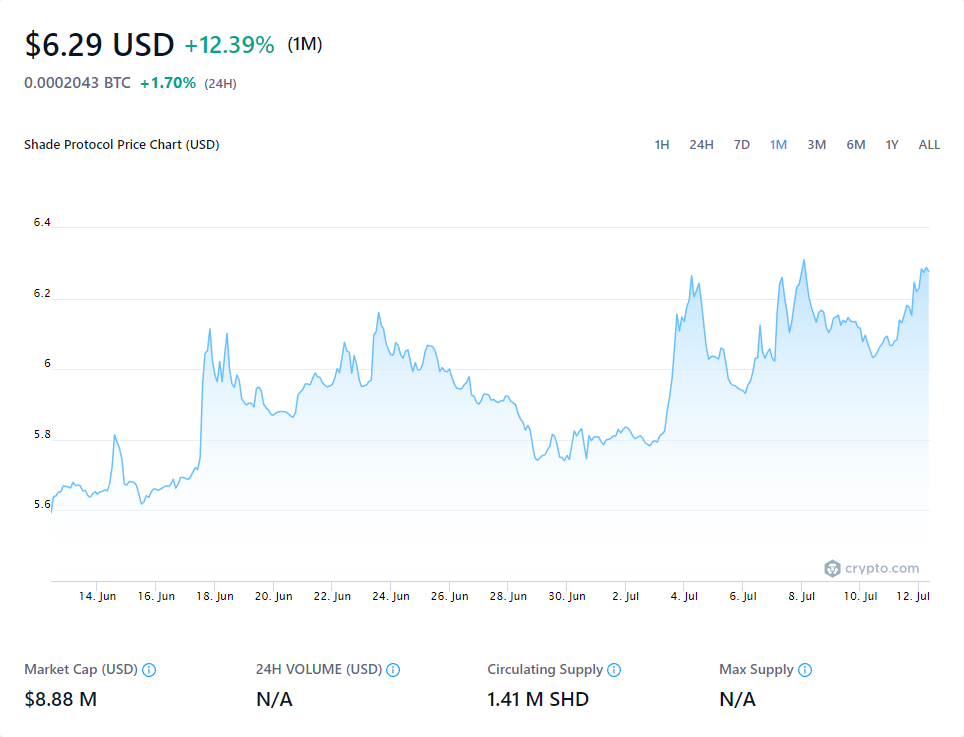 $6.29 USD +12.39% (1M)
0.0002043 BTC +1.70% (24H)
Shade Protocol Price Chart (USD) 1H 24H 7D 1M 3M 6M 1Y ALL
6.4
6.2
6
5.8
5.6
crypto.com
14. Jun 16. Jun 18. Jun 20. Jun 22. Jun 24. Jun 26. Jun 28. Jun 30. Jun 2. Jul 4. Jul 6. Jul 8. Jul 10. Jul 12. Jul
Market Cap (USD) 24H VOLUME (USD) Circulating Supply Max Supply
$8.88 M N/A 1.41 M SHD N/A